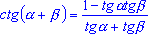 ctg(α + β) = (1 − tgαtgβ)/(tgα + tgβ)